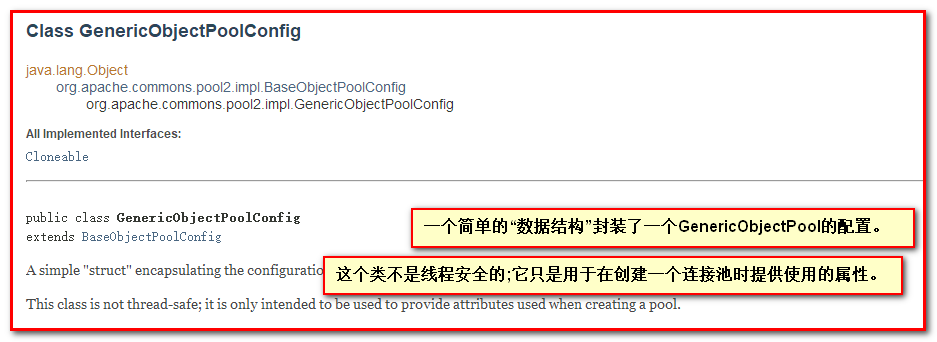 Class GenericObjectPoolConfig
java.lang.Object
org.apache.commons.pool2.impl.BaseObjectPoolConfig
org.apache.commons.pool2.impl.GenericObjectPoolConfig
All Implemented Interfaces:
Cloneable
public class GenericObjectPoolConfig
extends BaseObjectPoolConfig
一个简单的“数据结构”封装了一个GenericObjectPool的配置。
A simple "struct" encapsulating the configuratio
这个类不是线程安全的;它只是用于在创建一个连接池时提供使用的属性。
This class is not thread-safe; it is only intended to be used to provide attributes used when creating a pool.